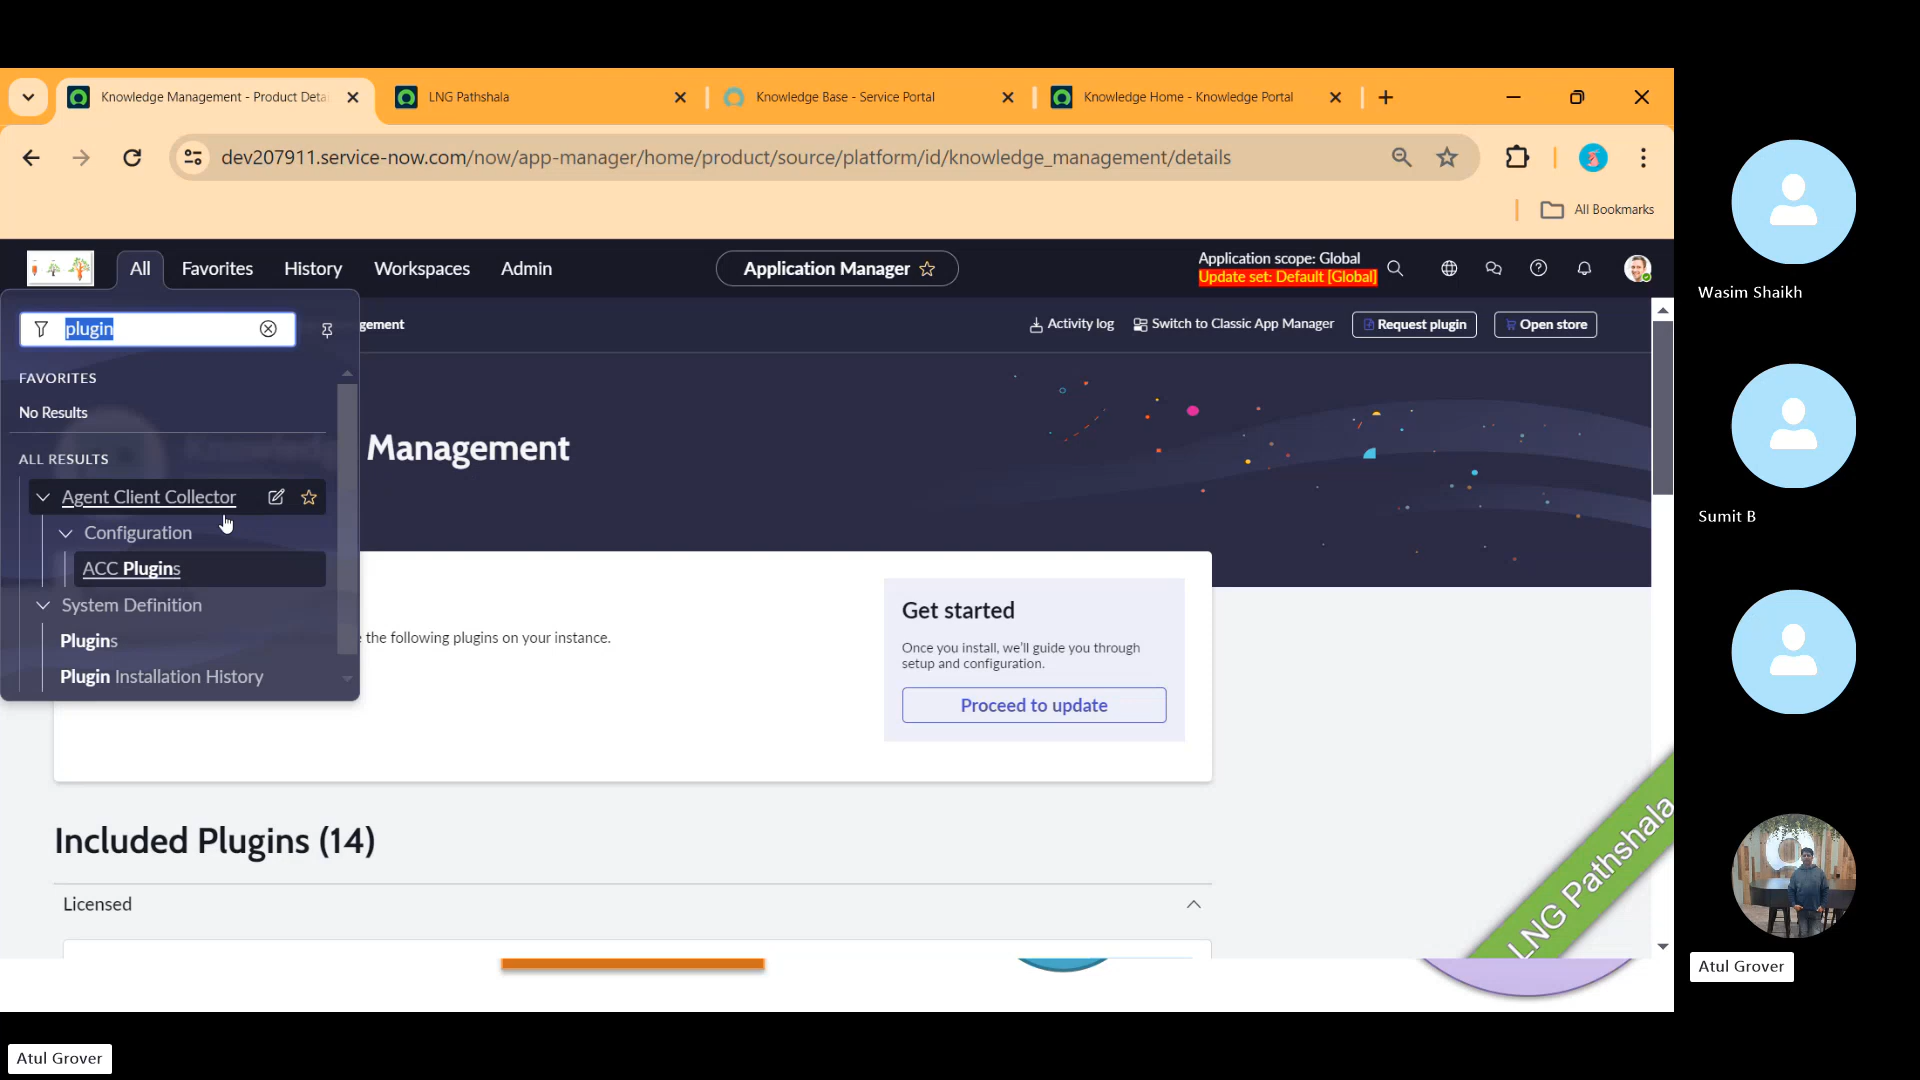 Knowledge Management - Product Deta
LNG Pathshala
Knowledge Base - Service Portal
Knowledge Home - Knowledge Portal
dev207911.service-now.com/now/app-manager/home/product/source/platform/id/knowledge_management/details
All Bookmarks
All
Favorites
History
Workspaces
Admin
Application Manager
Application scope: Global
Update set: Default [Global]
plugin
gement
Activity log
Switch to Classic App Manager
Request plugin
Open store
FAVORITES
No Results
Management
ALL RESULTS
Agent Client Collector
Configuration
ACC Plugins
System Definition
Plugins
Plugin Installation History
the following plugins on your instance.
Get started
Once you install, we'll guide you through
setup and configuration.
Proceed to update
Included Plugins (14)
Licensed
LNG Pathshala
Wasim Shaikh
Sumit B
Atul Grover
Atul Grover